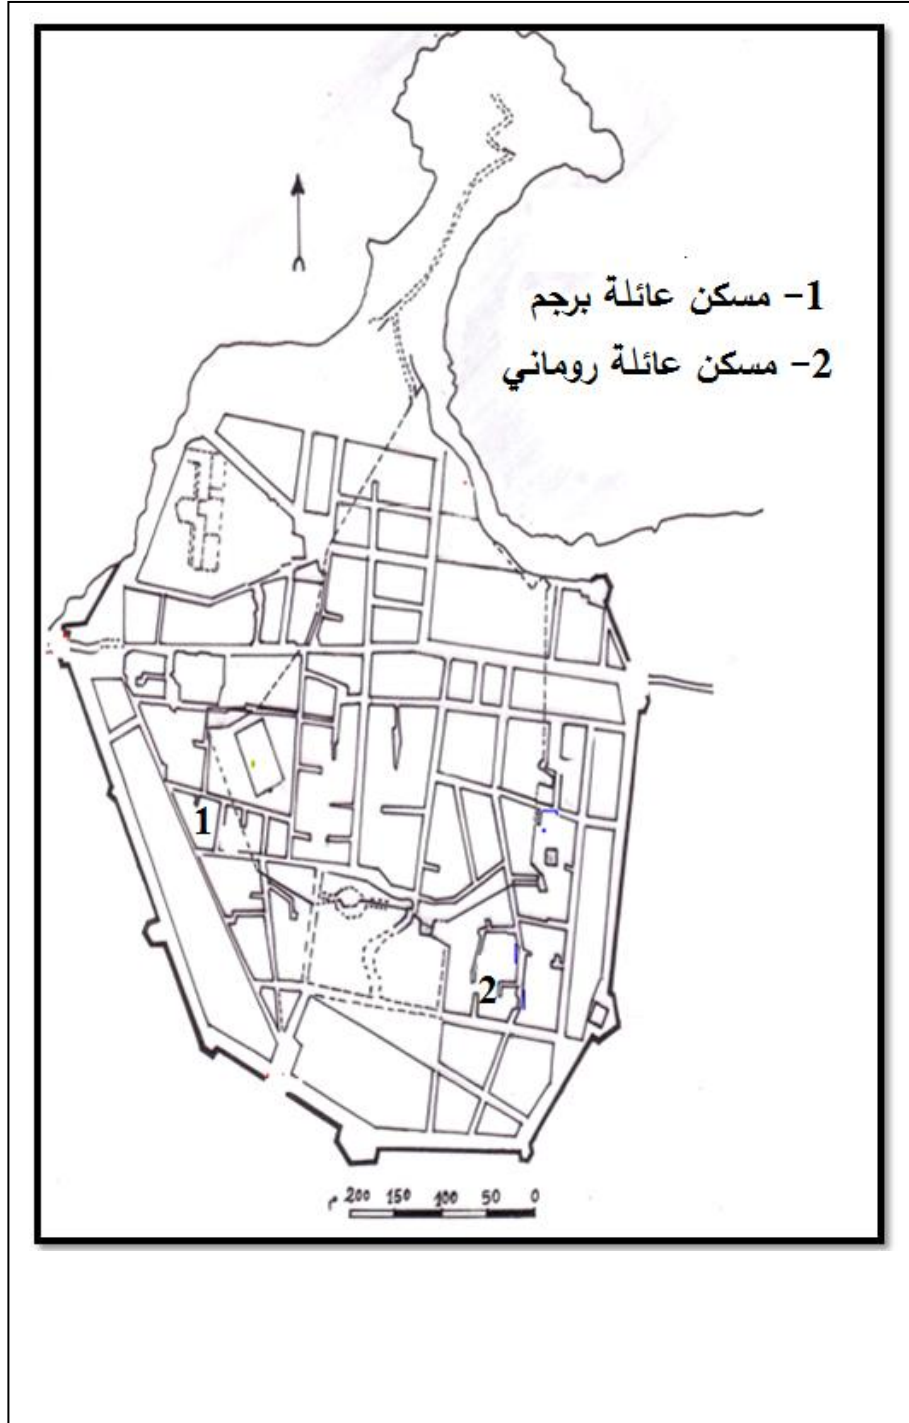 1- مسكن عائلة برجم
2- مسكن عائلة روماني
1
2
م 200 150 100 50 0